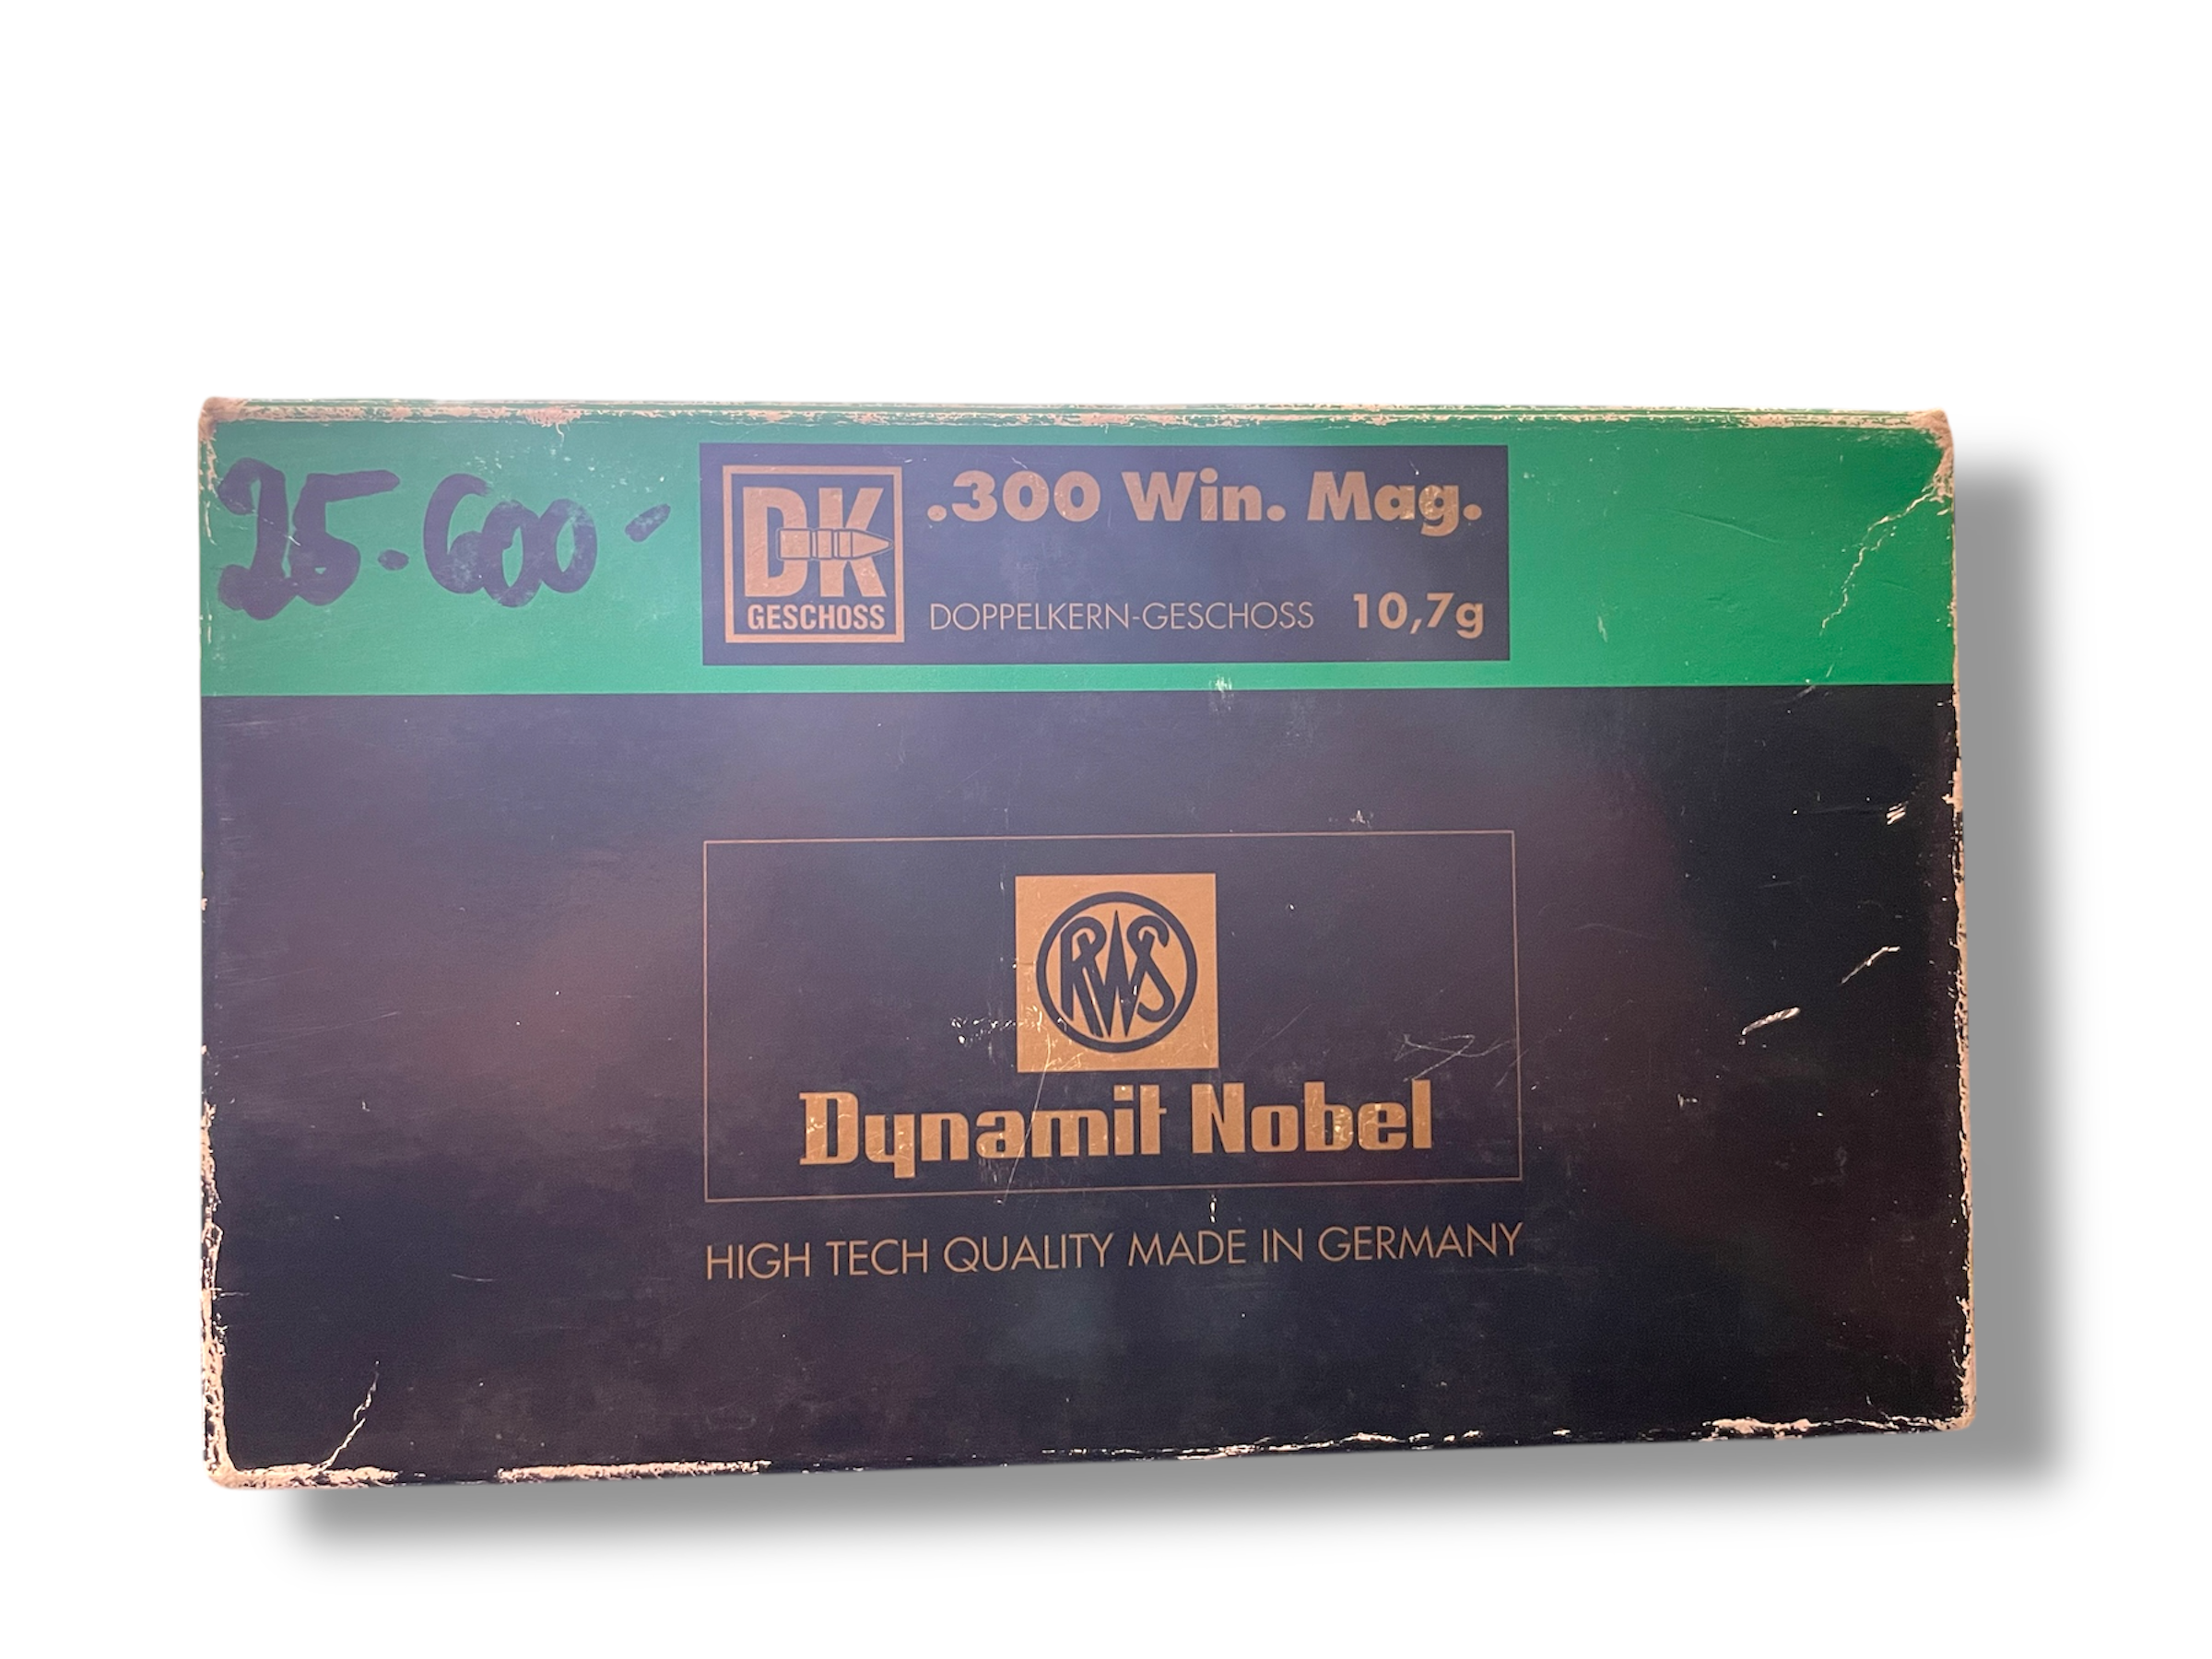 25.600-
DK
GESCHOSS
.300 Win. Mag.
DOPPELKERN-GESCHOSS 10,7g
RWS
Dynamit Nobel
HIGH TECH QUALITY MADE IN GERMANY